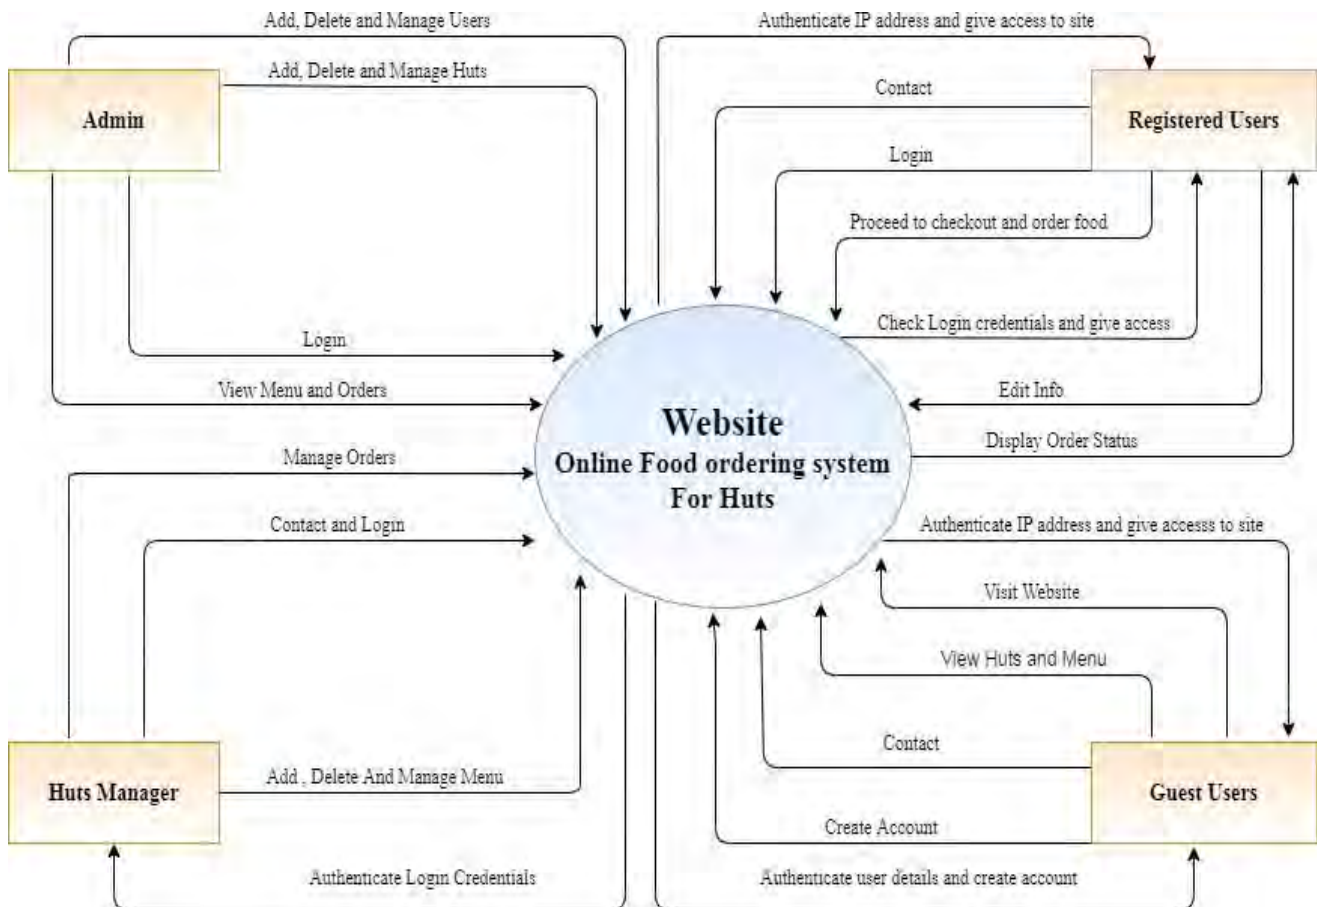 Add, Delete and Manage Users
Authenticate IP address and give access to site
Add, Delete and Manage Huts
Contact
Admin
Registered Users
Login
Proceed to checkout and order food
Check Login credentials and give access
Login
View Menu and Orders
Edit Info
Website
Online Food ordering system
For Huts
Display Order Status
Manage Orders
Contact and Login
Authenticate IP address and give accesss to site
Visit Website
View Huts and Menu
Contact
Huts Manager
Add , Delete And Manage Menu
Guest Users
Create Account
Authenticate Login Credentials
Authenticate user details and create account